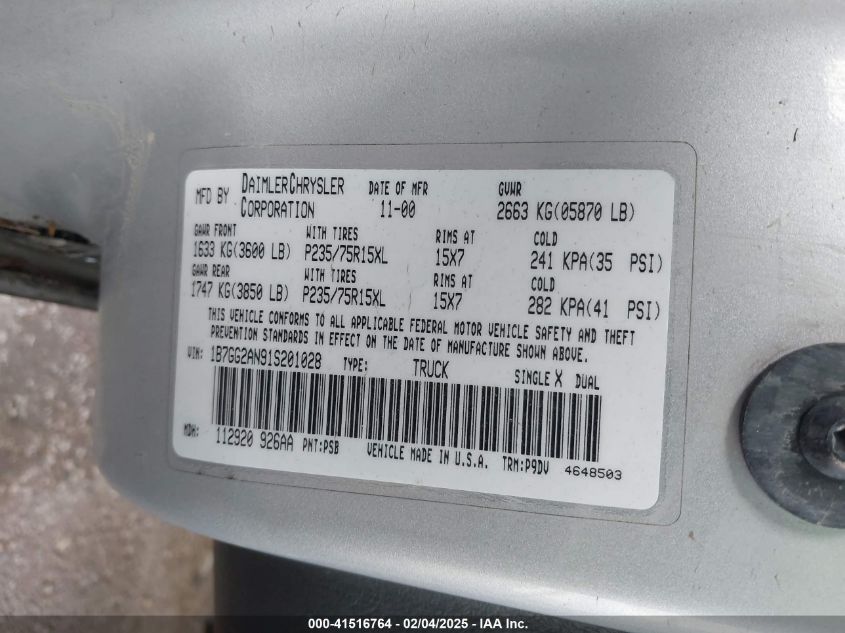 MFD BY DAIMLERCHRYSLER CORPORATION DATE OF MFR 11-00 GVWR 2663 KG(05870 LB)
GAWR FRONT WITH TIRES RIMS AT COLD
1633 KG(3600 LB) P235/75R15XL 15X7 241 KPA(35 PSI)
GAWR REAR WITH TIRES RIMS AT COLD
1747 KG(3850 LB) P235/75R15XL 15X7 282 KPA(41 PSI)
THIS VEHICLE CONFORMS TO ALL APPLICABLE FEDERAL MOTOR VEHICLE SAFETY AND THEFT
PREVENTION STANDARDS IN EFFECT ON THE DATE OF MANUFACTURE SHOWN ABOVE.
VIN: 1B7GG2AN91S201028 TYPE: TRUCK SINGLE X DUAL
MDH: 112920 926AA PNT:PSB VEHICLE MADE IN U.S.A. TRM:P9DV 4648503
000-41516764 - 02/04/2025 - IAA Inc.